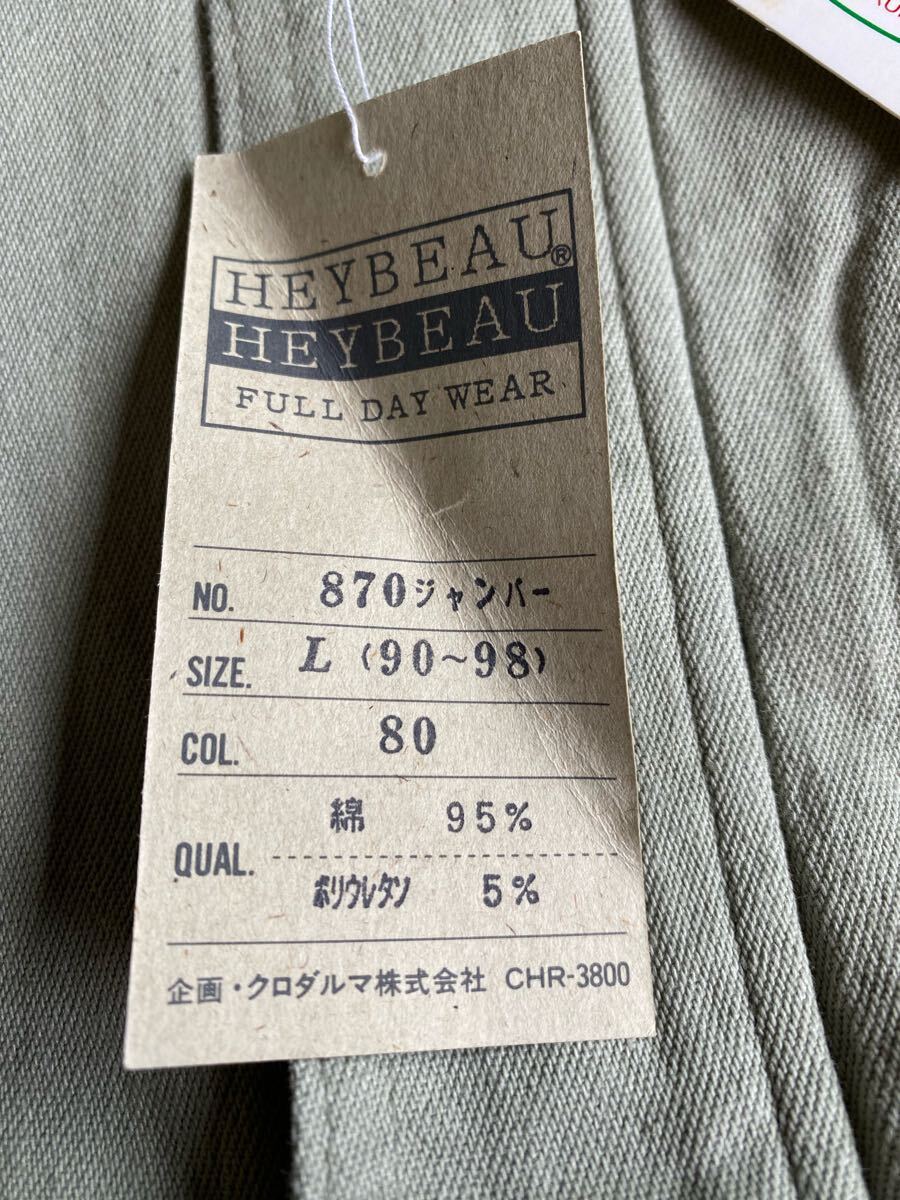 HEYBEAU®
HEYBEAU
FULL DAY WEAR
NO. 870ジャンパー
SIZE. L (90~98)
COL. 80
QUAL. 綿 95%
ポリウレタン 5%
企画・クロダルマ株式会社 CHR-3800